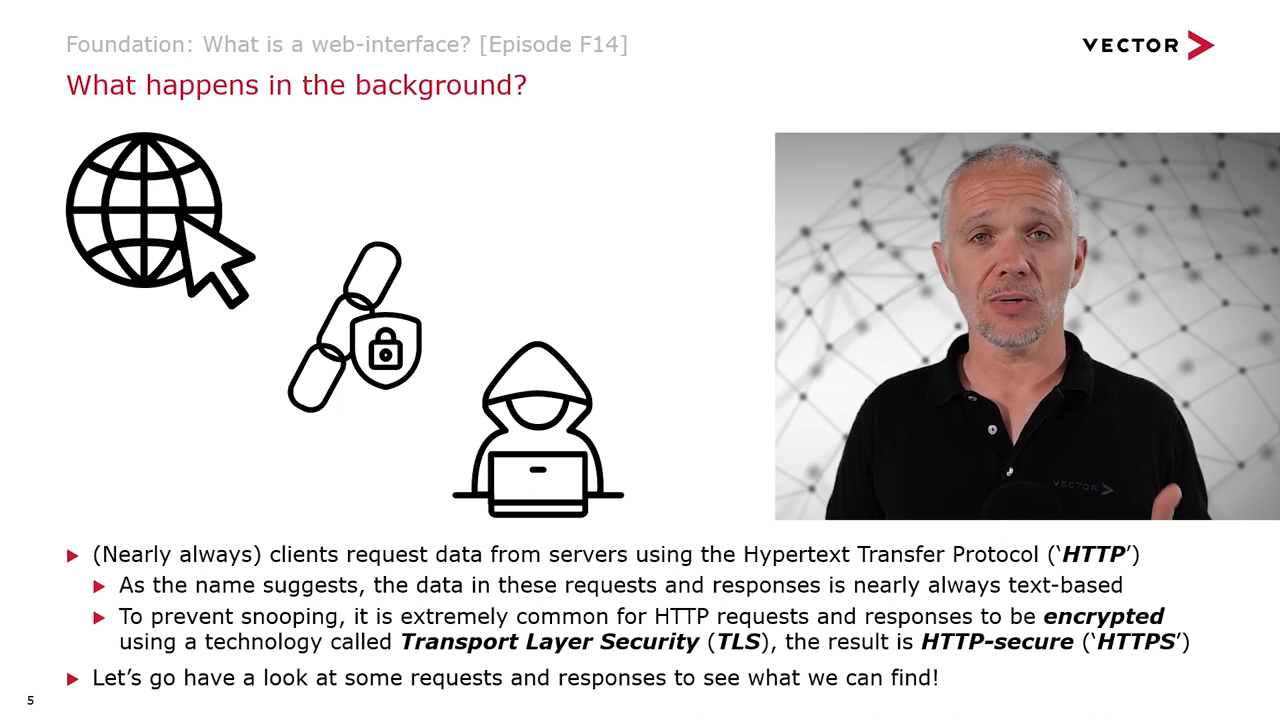 Foundation: What is a web-interface? [Episode F14]
VECTOR
What happens in the background?
VECTOR
(Nearly always) clients request data from servers using the Hypertext Transfer Protocol (‘HTTP’)
As the name suggests, the data in these requests and responses is nearly always text-based
To prevent snooping, it is extremely common for HTTP requests and responses to be encrypted
using a technology called Transport Layer Security (TLS), the result is HTTP-secure (‘HTTPS’)
Let’s go have a look at some requests and responses to see what we can find!
5